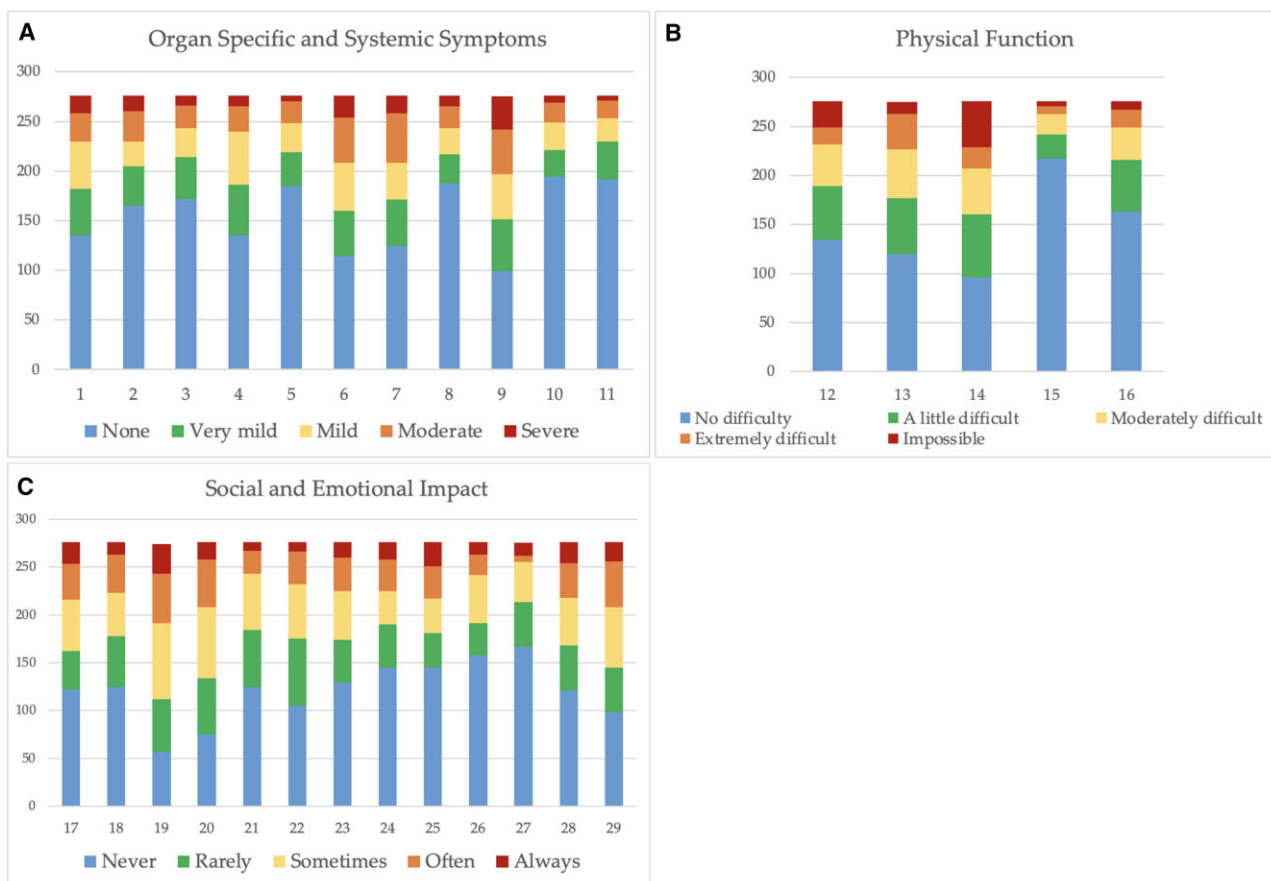 A
Organ Specific and Systemic Symptoms
300
250
200
150
100
50
0
1 2 3 4 5 6 7 8 9 10 11
None Very mild Mild Moderate Severe
B
Physical Function
300
250
200
150
100
50
0
12 13 14 15 16
No difficulty A little difficult Moderately difficult
Extremely difficult Impossible
C
Social and Emotional Impact
300
250
200
150
100
50
0
17 18 19 20 21 22 23 24 25 26 27 28 29
Never Rarely Sometimes Often Always